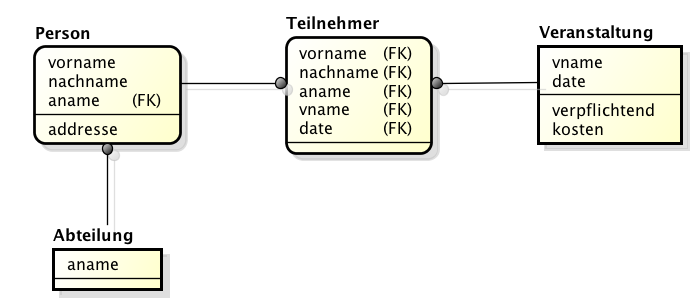 Person
vorname
nachname
aname (FK)
addresse
Teilnehmer
vorname (FK)
nachname (FK)
aname (FK)
vname (FK)
date (FK)
Veranstaltung
vname
date
verpflichtend
kosten
Abteilung
aname